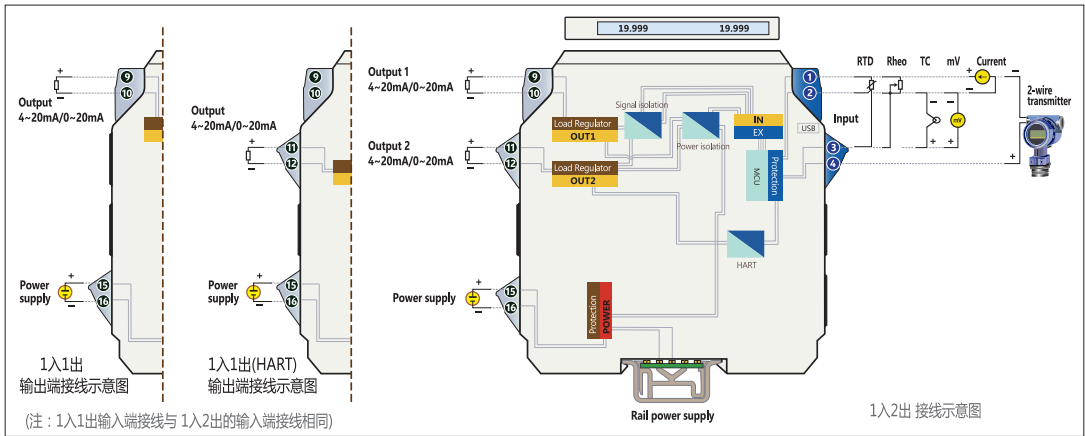 19.999 19.999
+
9
10
−
Output
4~20mA/0~20mA
Power
supply
+
15
16
−
1入1出
输出端接线示意图
9
10
Output
4~20mA/0~20mA
+
11
12
−
Power
supply
+
15
16
−
1入1出(HART)
输出端接线示意图
(注：1入1出输入端接线与 1入2出的输入端接线相同)
Output 1
4~20mA/0~20mA
+
9
10
−
Output 2
4~20mA/0~20mA
+
11
12
−
Power supply
+
15
16
−
Signal isolation
Load Regulator
OUT1
Power isolation
Load Regulator
OUT2
IN
EX
MCU
Protection
HART
Protection
POWER
USB
Input
1
2
3
4
RTD Rheo TC mV Current
+
−
−
2-wire
transmitter
− −
mV
+ +
+
Rail power supply
1入2出 接线示意图